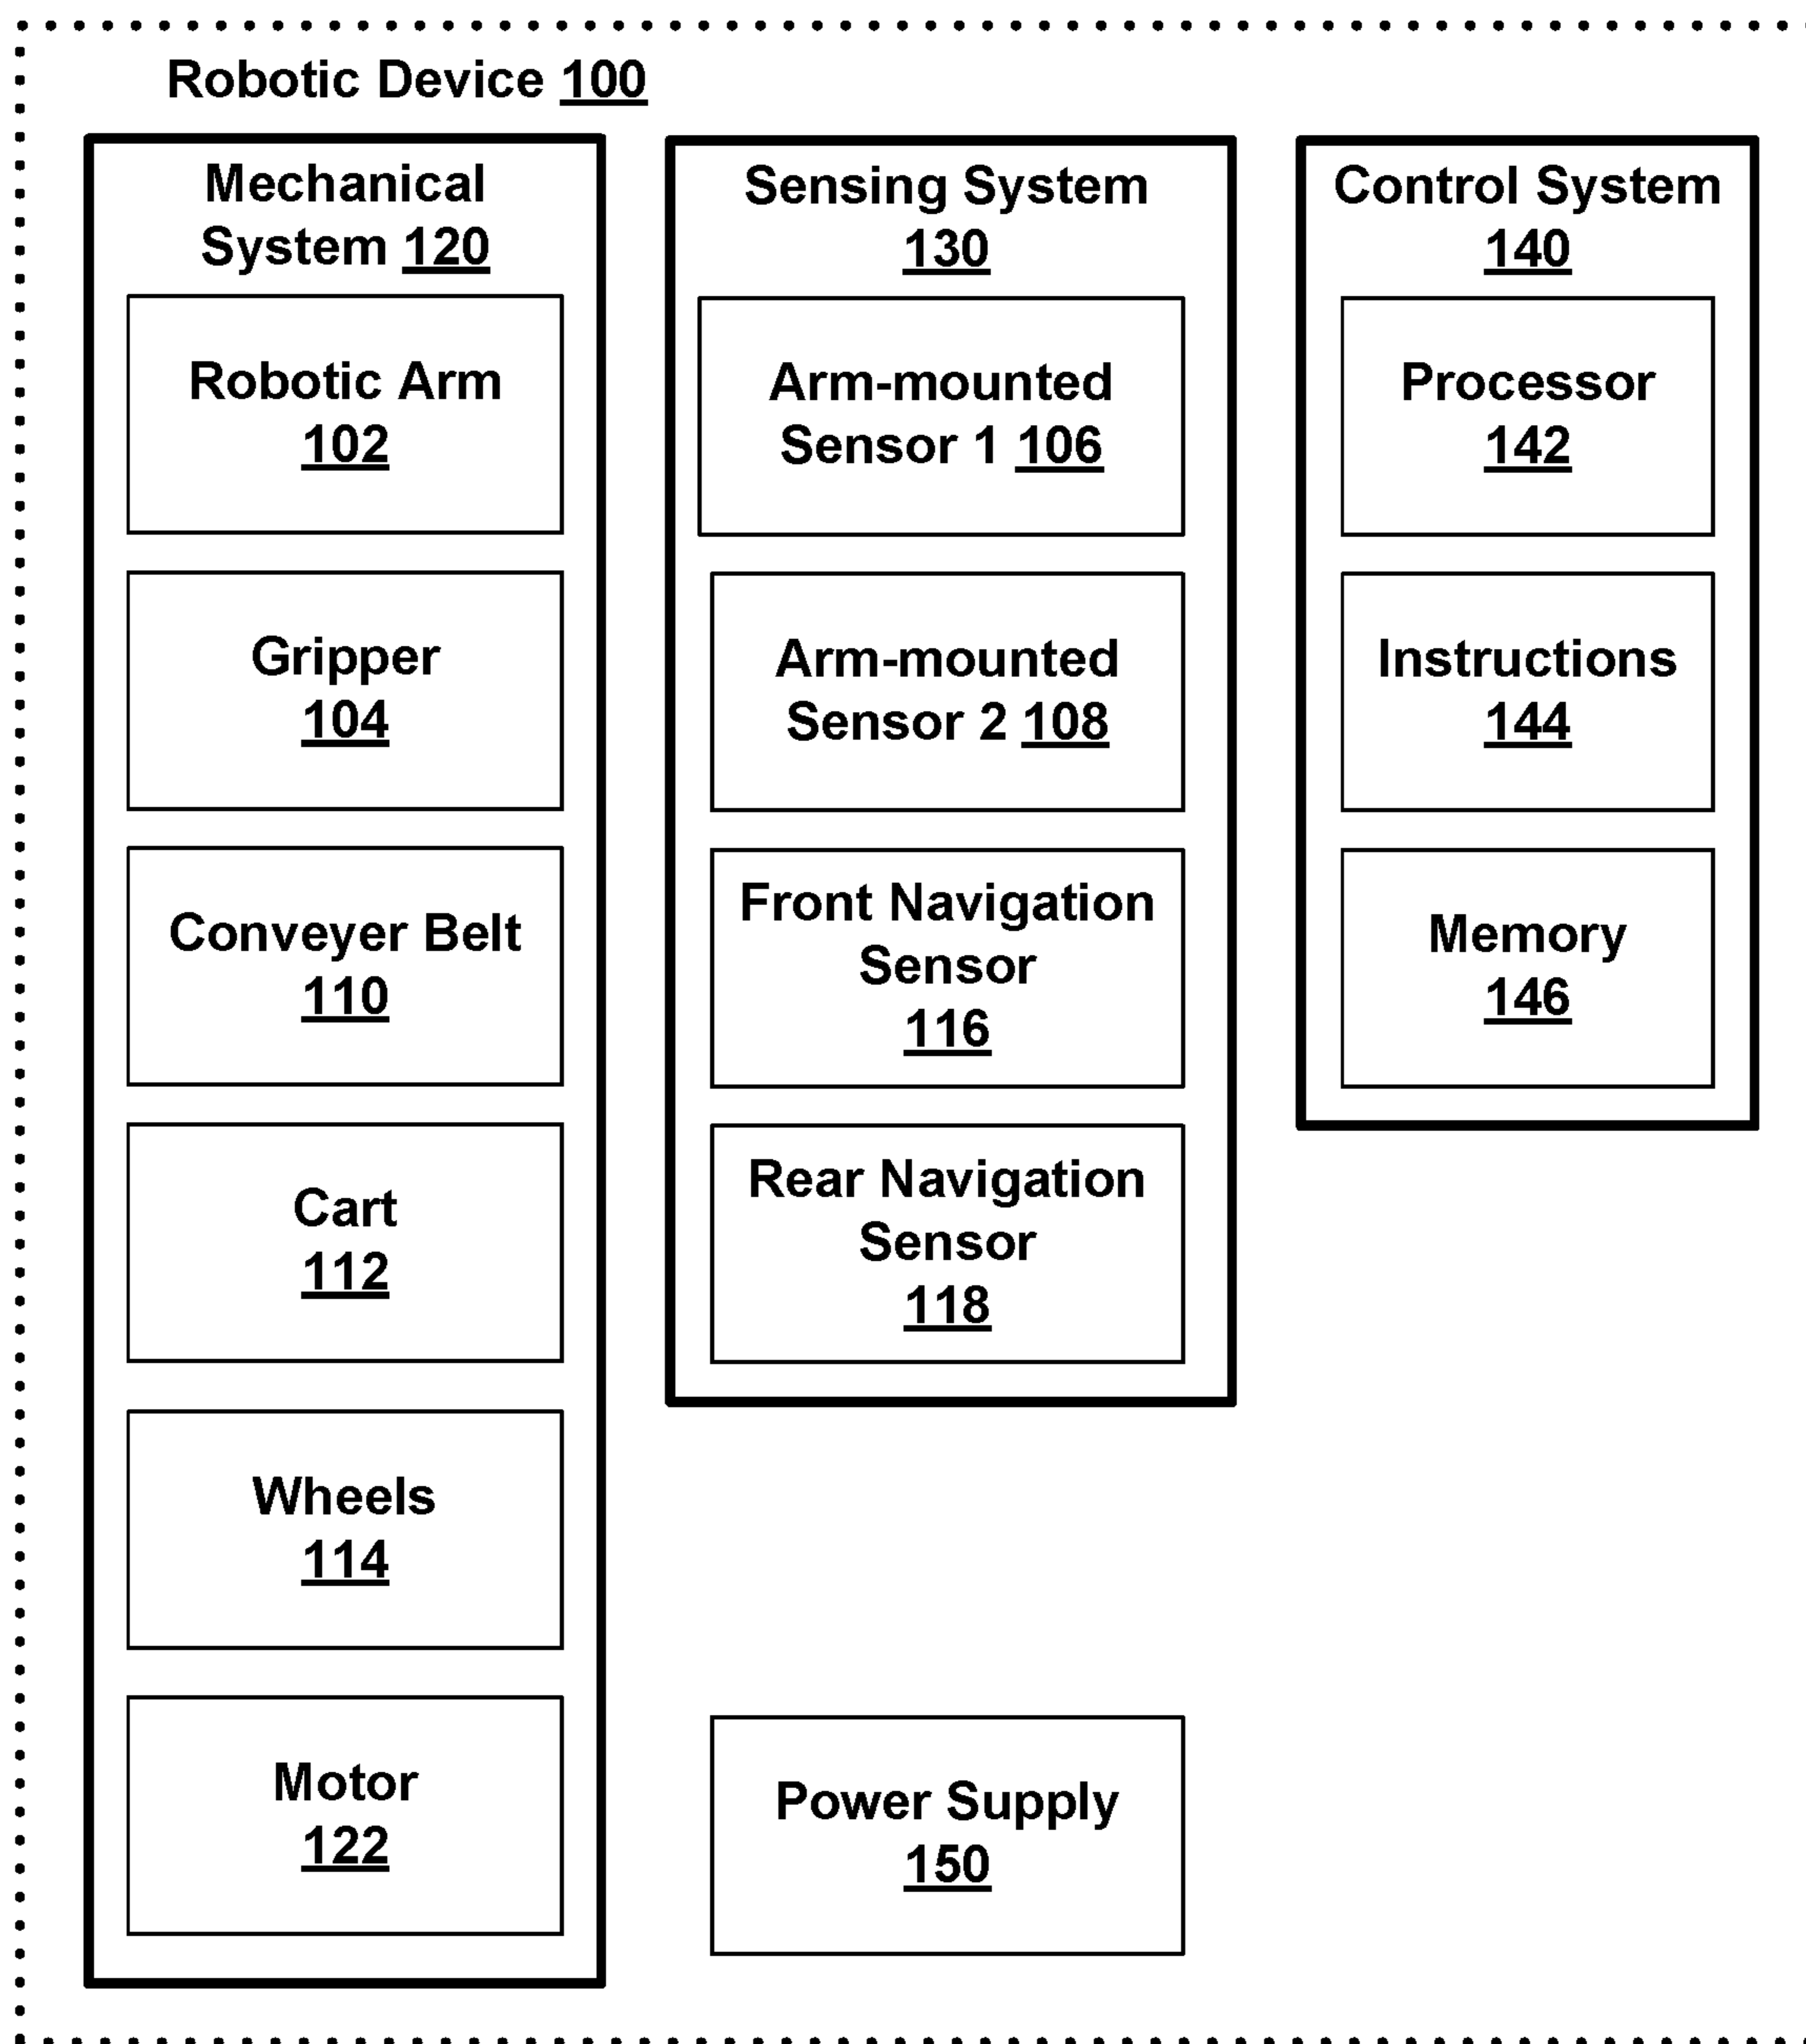 Robotic Device 100
Mechanical
System 120
Robotic Arm
102
Gripper
104
Conveyer Belt
110
Cart
112
Wheels
114
Motor
122
Sensing System
130
Arm-mounted
Sensor 1 106
Arm-mounted
Sensor 2 108
Front Navigation
Sensor
116
Rear Navigation
Sensor
118
Power Supply
150
Control System
140
Processor
142
Instructions
144
Memory
146